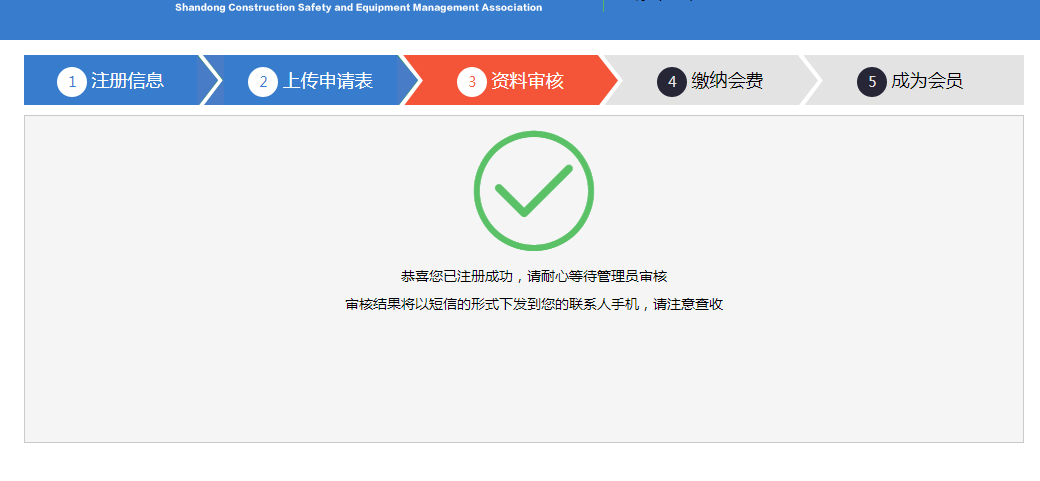 Shandong Construction Safety and Equipment Management Association
1 注册信息
2 上传申请表
3 资料审核
4 缴纳会费
5 成为会员
恭喜您已注册成功，请耐心等待管理员审核
审核结果将以短信的形式下发到您的联系人手机，请注意查收